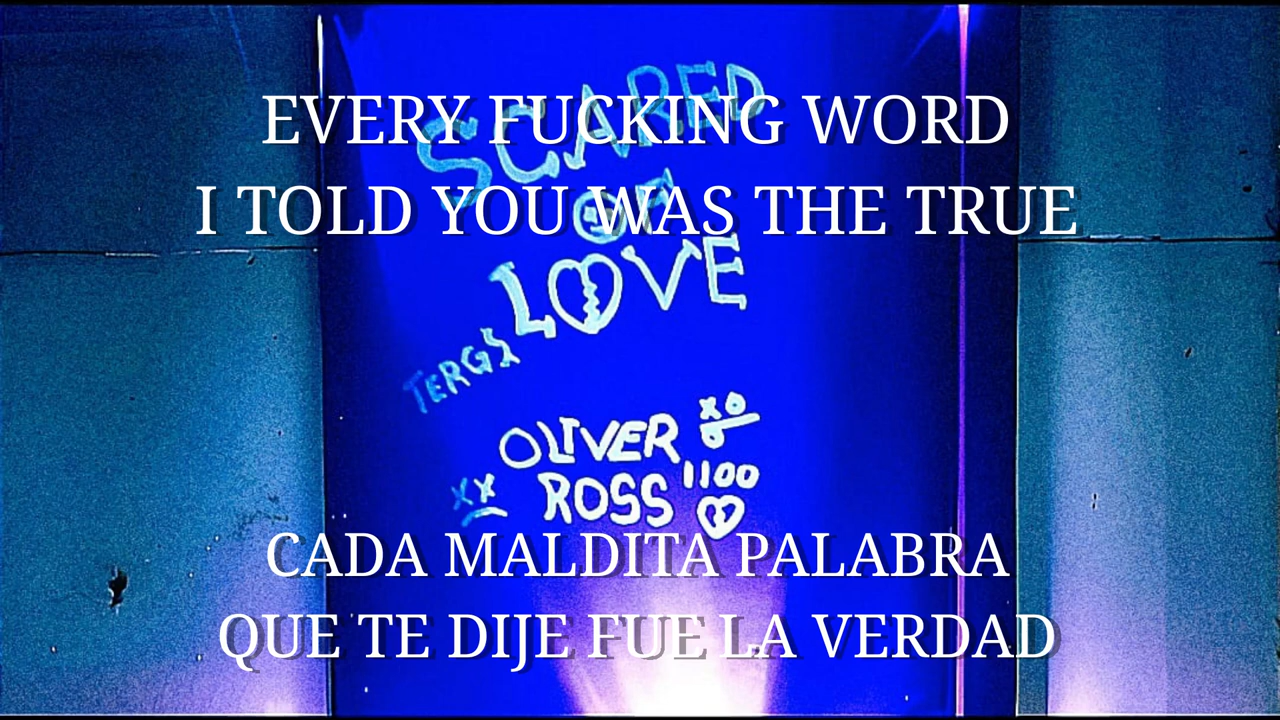 EVERY FUCKING WORD
I TOLD YOU WAS THE TRUE
SCARED
OF
LOVE
TERGS
OLIVER XO
ROSS 1100
XX
CADA MALDITA PALABRA
QUE TE DIJE FUE LA VERDAD